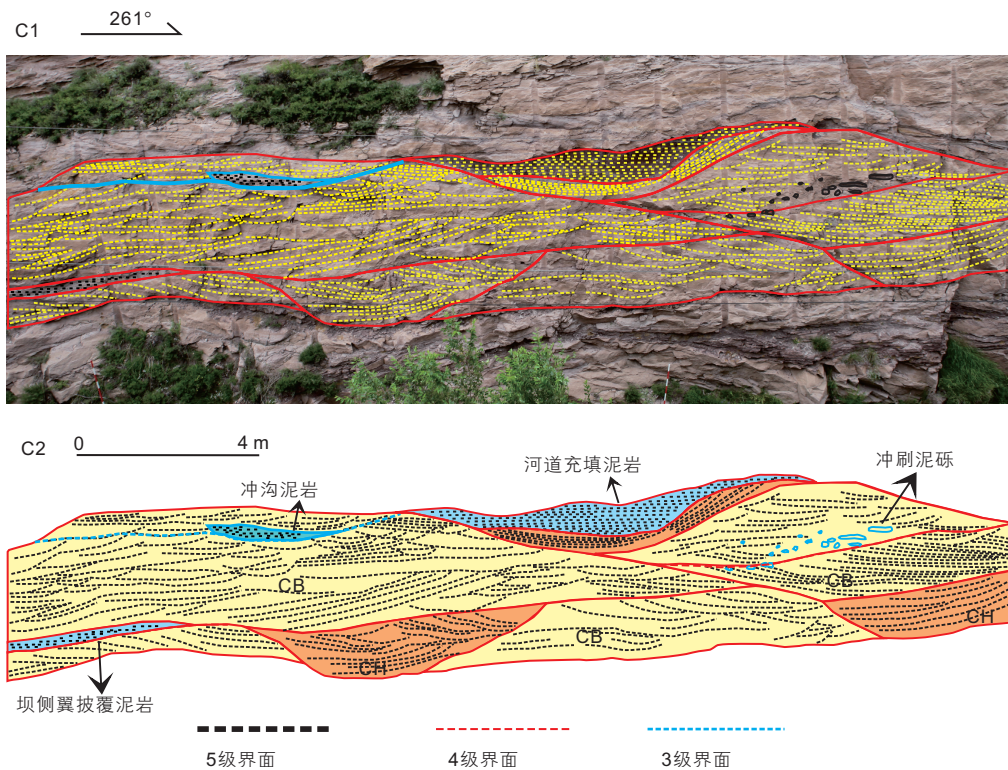 C1 261°
C2 0 4 m
河道充填泥岩
冲刷泥砾
冲沟泥岩
CB
CB
CH
CB
CH
坝侧翼披覆泥岩
5级界面 4级界面 3级界面